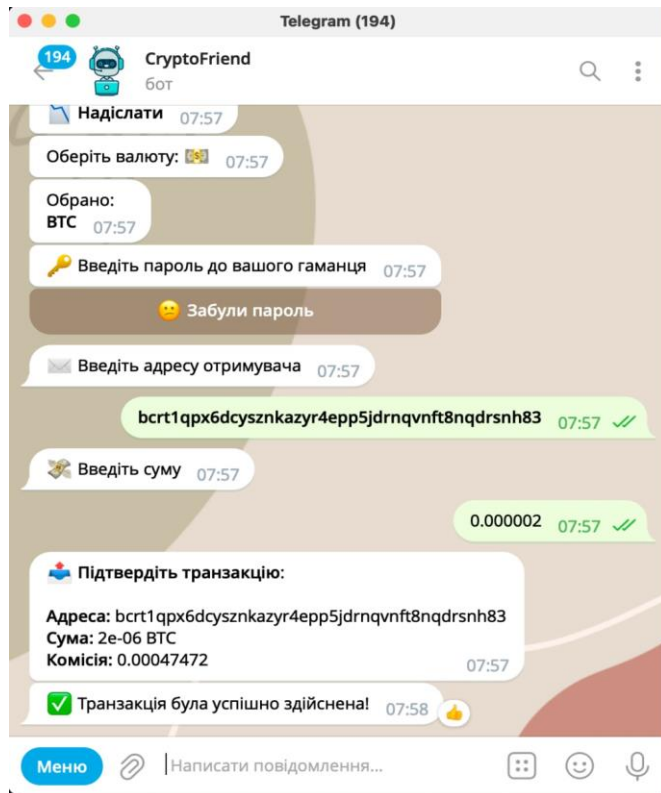 Telegram (194)
194
CryptoFriend
бот
Надіслати 07:57
Оберіть валюту: 07:57
Обрано:
BTC 07:57
Введіть пароль до вашого гаманця 07:57
Забули пароль
Введіть адресу отримувача 07:57
bcrt1qpx6dcysznkazyr4epp5jdrnqvnft8nqdrsnh83 07:57
Введіть суму 07:57
0.000002 07:57
Підтвердіть транзакцію:
Адреса: bcrt1qpx6dcysznkazyr4epp5jdrnqvnft8nqdrsnh83
Сума: 2e-06 BTC
Комісія: 0.00047472
07:57
Транзакція була успішно здійснена! 07:58
Меню
Написати повідомлення...